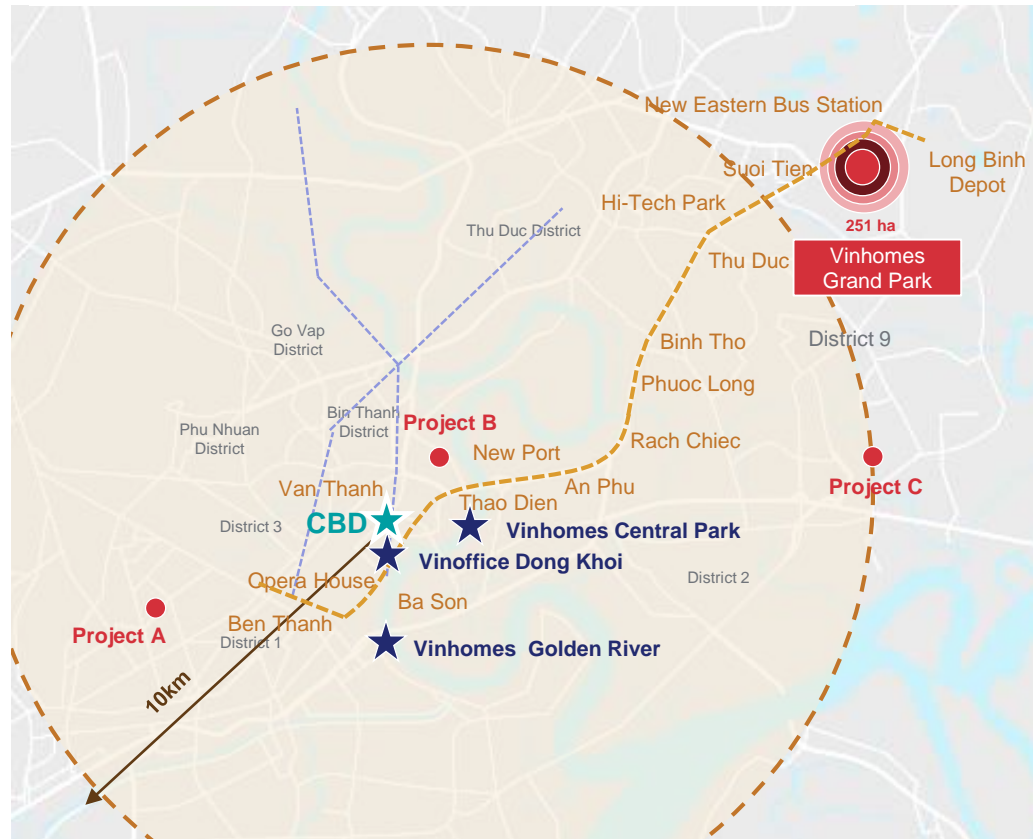 New Eastern Bus Station
Suoi Tien
Long Binh
Depot
Hi-Tech Park
251 ha
Thu Duc District
Thu Duc
Vinhomes
Grand Park
Go Vap
District
Binh Tho
District 9
Phuoc Long
Bin Thanh
District
Project B
Phu Nhuan
District
New Port
Rach Chiec
An Phu
Project C
Van Thanh
Thao Dien
District 3
CBD
Vinhomes Central Park
Vinoffice Dong Khoi
Opera House
District 2
Ba Son
Ben Thanh
Project A
District 1
Vinhomes Golden River
10km